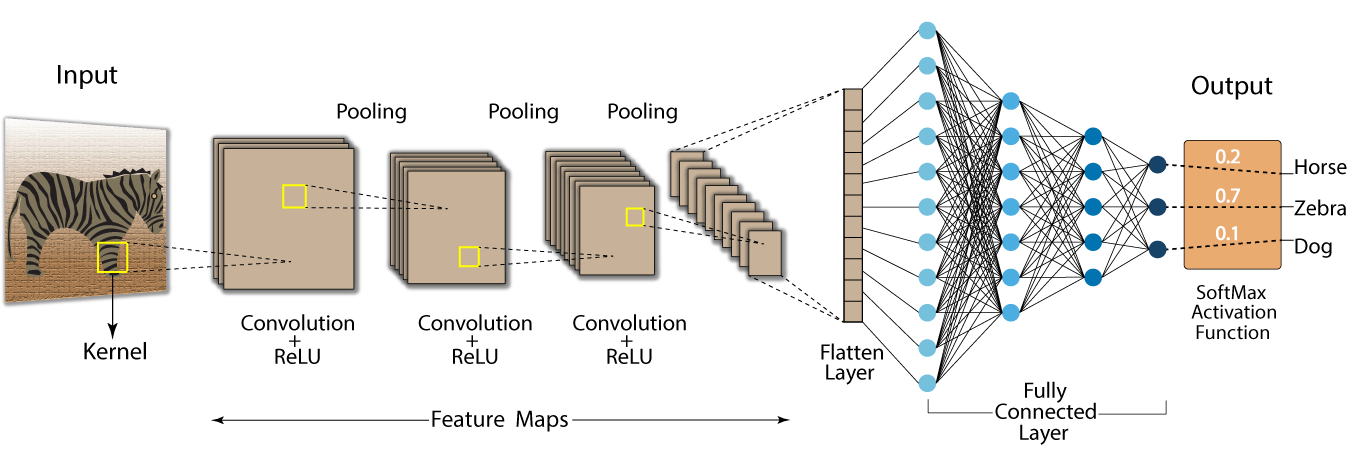 Input
Pooling
Pooling
Pooling
Output
0.2
Horse
0.7
Zebra
0.1
Dog
Kernel
Convolution
+
ReLU
Convolution
+
ReLU
Convolution
+
ReLU
Flatten
Layer
SoftMax
Activation
Function
Feature Maps
Fully
Connected
Layer